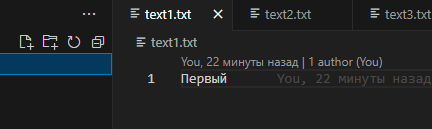 text1.txt
text2.txt
text3.txt
text1.txt
You, 22 минуты назад | 1 author (You)
1 Первый You, 22 минуты назад